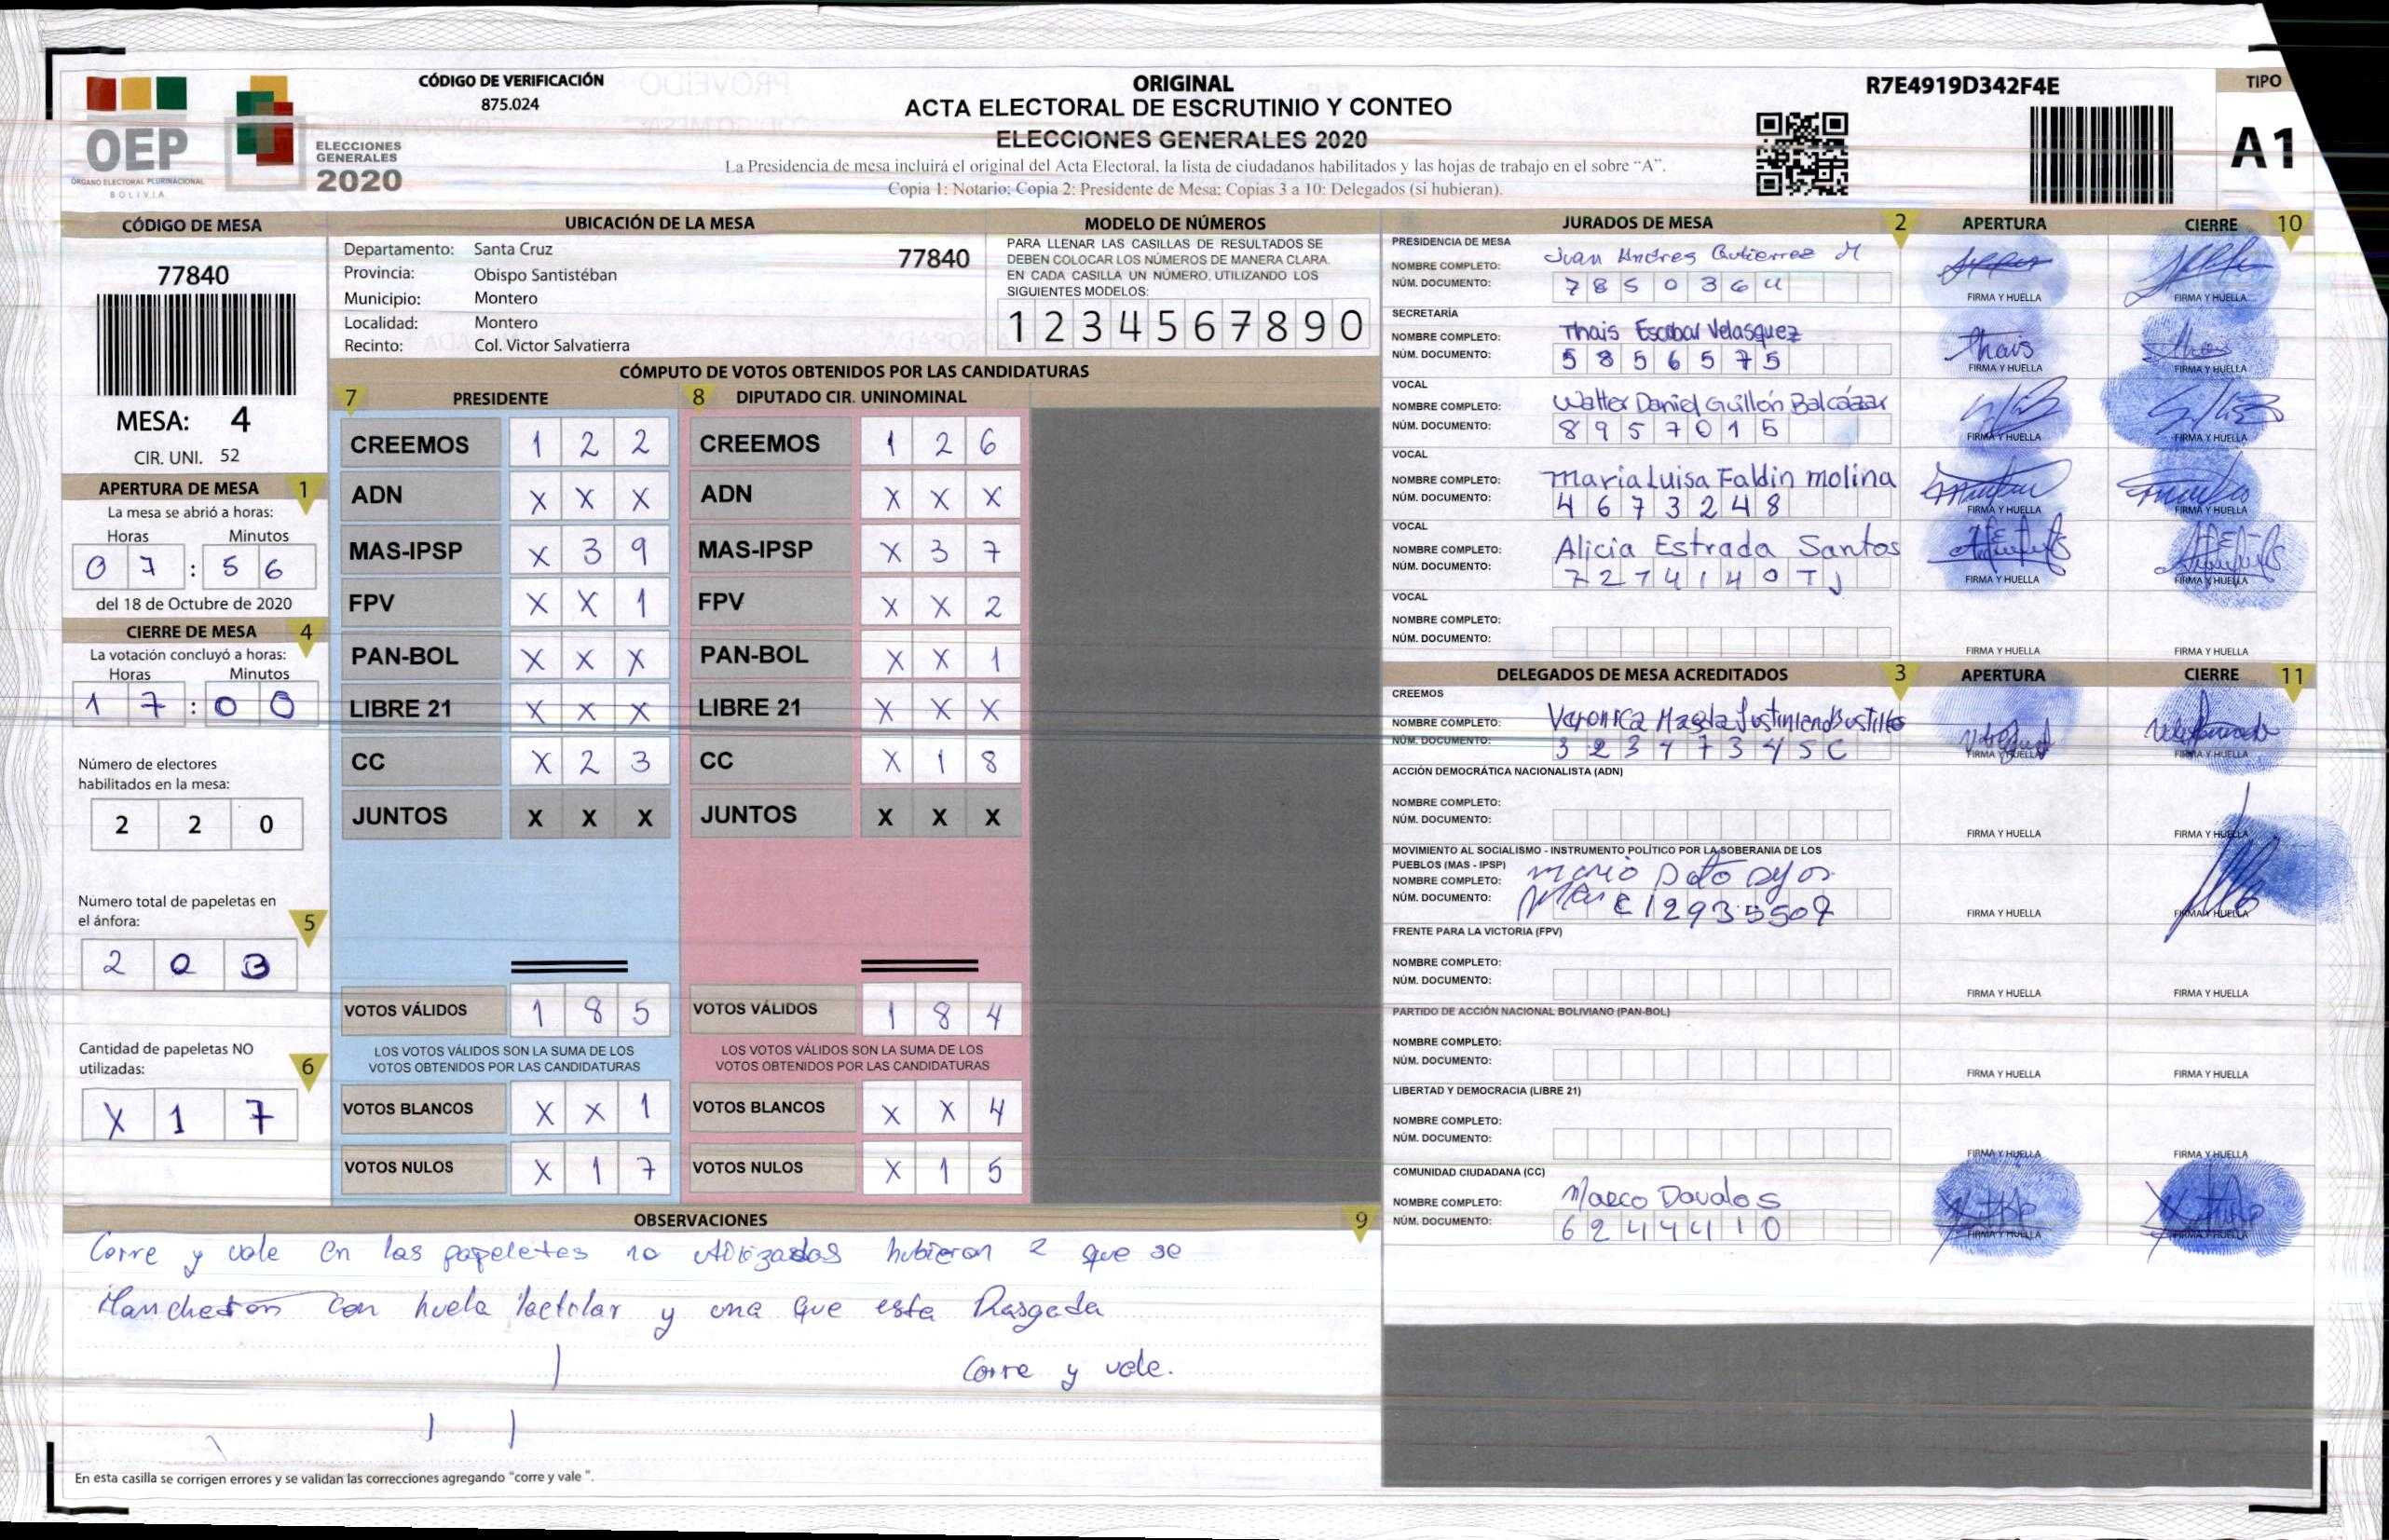 CÓDIGO DE VERIFICACIÓN
875.024
OEP
ÓRGANO ELECTORAL PLURINACIONAL
BOLIVIA
ELECCIONES
GENERALES
2020
ORIGINAL
ACTA ELECTORAL DE ESCRUTINIO Y CONTEO
ELECCIONES GENERALES 2020
La Presidencia de mesa incluirá el original del Acta Electoral, la lista de ciudadanos habilitados y las hojas de trabajo en el sobre "A".
Copia 1: Notario; Copia 2: Presidente de Mesa; Copias 3 a 10: Delegados (si hubieran).
R7E4919D342F4E
TIPO
A1
CÓDIGO DE MESA
77840
MESA: 4
CIR. UNI. 52
APERTURA DE MESA 1
La mesa se abrió a horas:
Horas Minutos
07:56
del 18 de Octubre de 2020
CIERRE DE MESA 4
La votación concluyó a horas:
Horas Minutos
17:00
Número de electores
habilitados en la mesa:
2 2 0
Número total de papeletas en
el ánfora: 5
2 0 3
Cantidad de papeletas NO
utilizadas: 6
X 1 7
UBICACIÓN DE LA MESA
Departamento: Santa Cruz 77840
Provincia: Obispo Santistéban
Municipio: Montero
Localidad: Montero
Recinto: Col. Victor Salvatierra
MODELO DE NÚMEROS
PARA LLENAR LAS CASILLAS DE RESULTADOS SE
DEBEN COLOCAR LOS NÚMEROS DE MANERA CLARA.
EN CADA CASILLA UN NÚMERO, UTILIZANDO LOS
SIGUIENTES MODELOS:
1 2 3 4 5 6 7 8 9 0
CÓMPUTO DE VOTOS OBTENIDOS POR LAS CANDIDATURAS
7 PRESIDENTE 8 DIPUTADO CIR. UNINOMINAL
CREEMOS 1 2 2 CREEMOS 1 2 6
ADN X X X ADN X X X
MAS-IPSP X 3 9 MAS-IPSP X 3 7
FPV X X 1 FPV X X 2
PAN-BOL X X X PAN-BOL X X 1
LIBRE 21 X X X LIBRE 21 X X X
CC X 2 3 CC X 1 8
JUNTOS X X X JUNTOS X X X
VOTOS VÁLIDOS 1 8 5 VOTOS VÁLIDOS 1 8 4
LOS VOTOS VÁLIDOS SON LA SUMA DE LOS LOS VOTOS VÁLIDOS SON LA SUMA DE LOS
VOTOS OBTENIDOS POR LAS CANDIDATURAS VOTOS OBTENIDOS POR LAS CANDIDATURAS
VOTOS BLANCOS X X 1 VOTOS BLANCOS X X 4
VOTOS NULOS X 1 7 VOTOS NULOS X 1 5
OBSERVACIONES 9
Corre y vale en las papeletas no utilizadas hubieron 2 que se
Mancharon con huela y una que esta Rasgada
Corre y vale.
En esta casilla se corrigen errores y se validan las correcciones agregando "corre y vale ".
JURADOS DE MESA 2 APERTURA CIERRE 10
PRESIDENCIA DE MESA
NOMBRE COMPLETO: Juan Andres Gutierrez M
NÚM. DOCUMENTO: 7850364
FIRMA Y HUELLA FIRMA Y HUELLA
SECRETARÍA
NOMBRE COMPLETO: Thais Escobar Velasquez
NÚM. DOCUMENTO: 5856575
Thais
FIRMA Y HUELLA FIRMA Y HUELLA
VOCAL
NOMBRE COMPLETO: Walter Daniel Guillón Balcázar
NÚM. DOCUMENTO: 8957015
FIRMA Y HUELLA FIRMA Y HUELLA
VOCAL
NOMBRE COMPLETO: Maria Luisa Faldin molina
NÚM. DOCUMENTO: 4673248
FIRMA Y HUELLA FIRMA Y HUELLA
VOCAL
NOMBRE COMPLETO: Alicia Estrada Santos
NÚM. DOCUMENTO: 7274140TJ
FIRMA Y HUELLA FIRMA Y HUELLA
VOCAL
NOMBRE COMPLETO:
NÚM. DOCUMENTO:
FIRMA Y HUELLA FIRMA Y HUELLA
DELEGADOS DE MESA ACREDITADOS 3 APERTURA CIERRE 11
CREEMOS
NOMBRE COMPLETO: Veronica Magda Justiniano Bustillo
NÚM. DOCUMENTO:
FIRMA Y HUELLA FIRMA Y HUELLA
ACCIÓN DEMOCRÁTICA NACIONALISTA (ADN)
NOMBRE COMPLETO:
NÚM. DOCUMENTO:
FIRMA Y HUELLA FIRMA Y HUELLA
MOVIMIENTO AL SOCIALISMO - INSTRUMENTO POLÍTICO POR LA SOBERANIA DE LOS
PUEBLOS (MAS - IPSP)
NOMBRE COMPLETO: Mario
NÚM. DOCUMENTO: 12935507
FIRMA Y HUELLA FIRMA Y HUELLA
FRENTE PARA LA VICTORIA (FPV)
NOMBRE COMPLETO:
NÚM. DOCUMENTO:
FIRMA Y HUELLA FIRMA Y HUELLA
PARTIDO DE ACCIÓN NACIONAL BOLIVIANO (PAN-BOL)
NOMBRE COMPLETO:
NÚM. DOCUMENTO:
FIRMA Y HUELLA FIRMA Y HUELLA
LIBERTAD Y DEMOCRACIA (LIBRE 21)
NOMBRE COMPLETO:
NÚM. DOCUMENTO:
FIRMA Y HUELLA FIRMA Y HUELLA
COMUNIDAD CIUDADANA (CC)
NOMBRE COMPLETO: Marco Davalos
NÚM. DOCUMENTO: 6244410
FIRMA Y HUELLA FIRMA Y HUELLA